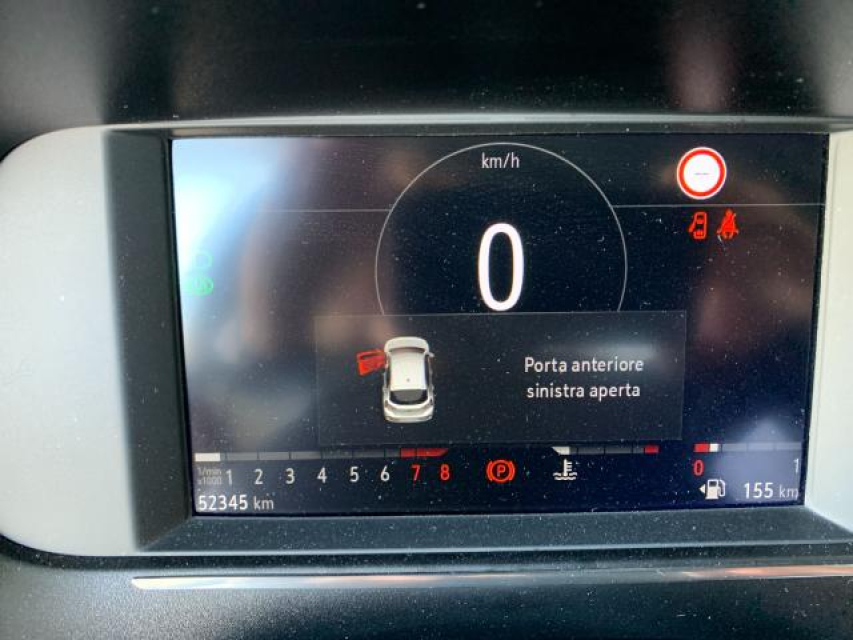 km/h
0
Porta anteriore
sinistra aperta
1/min
x1000
1 2 3 4 5 6 7 8
P
0 1
52345 km
155 km